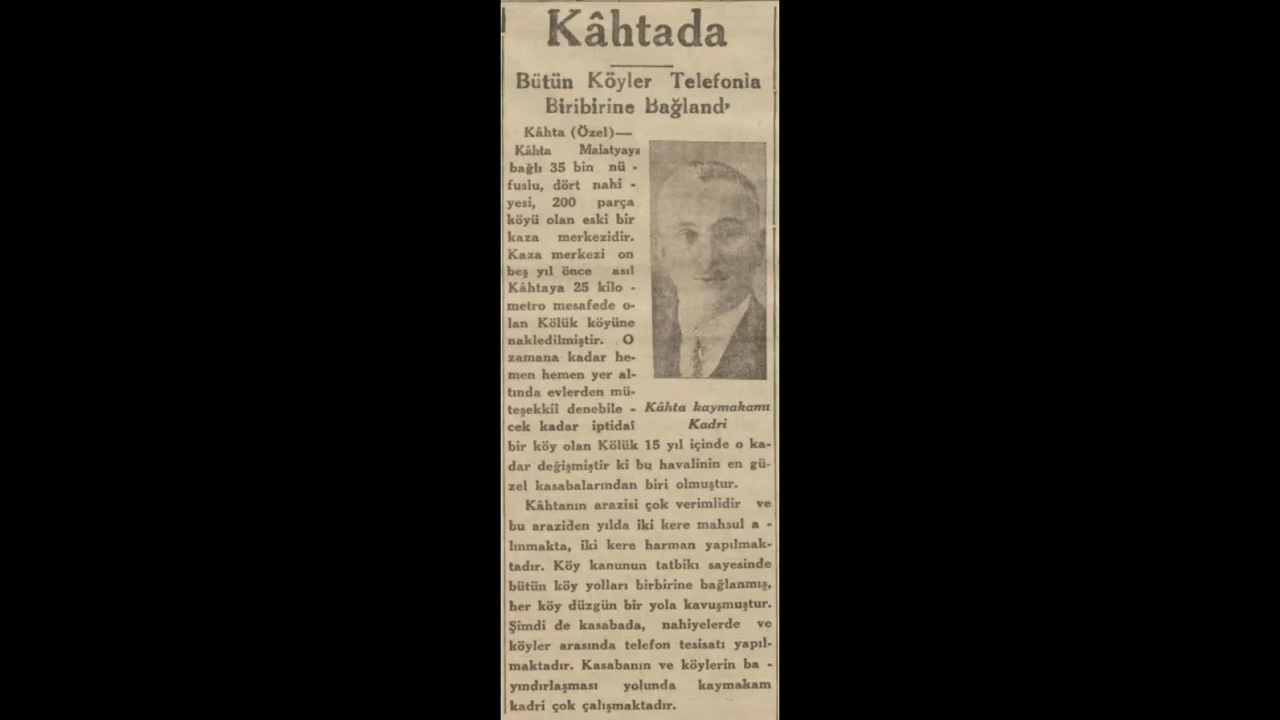 Kâhtada
Bütün Köyler Telefonla
Biribirine Bağland
Kâhta (Özel)—
Kâhta Malatyaya
bağlı 35 bin nü -
fuslu, dört nahi -
yesi, 200 parça
köyü olan eski bir
kaza merkezidir.
Kaza merkezi on
beş yıl önce asıl
Kâhtaya 25 kilo -
metro mesafede o-
lan Kölük köyüne
nakledilmiştir. O
zamana kadar he-
men hemen yer al-
tında evlerden mü-
teşekkil denebile -
cek kadar iptidaî
Kâhta kaymakamı
Kadri
bir köy olan Kölük 15 yıl içinde o ka-
dar değişmiştir ki bu havalinin en gü-
zel kasabalarından biri olmuştur.
Kâhtanın arazisi çok verimlidir ve
bu araziden yılda iki kere mahsul a -
lınmakta, iki kere harman yapılmak-
tadır. Köy kanunun tatbikı sayesinde
bütün köy yolları birbirine bağlanmış,
her köy düzgün bir yola kavuşmuştur.
Şimdi de kasabada, nahiyelerde ve
köyler arasında telefon tesisatı yapıl-
maktadır. Kasabanın ve köylerin ba -
yındırlaşması yolunda kaymakam
kadri çok çalışmaktadır.